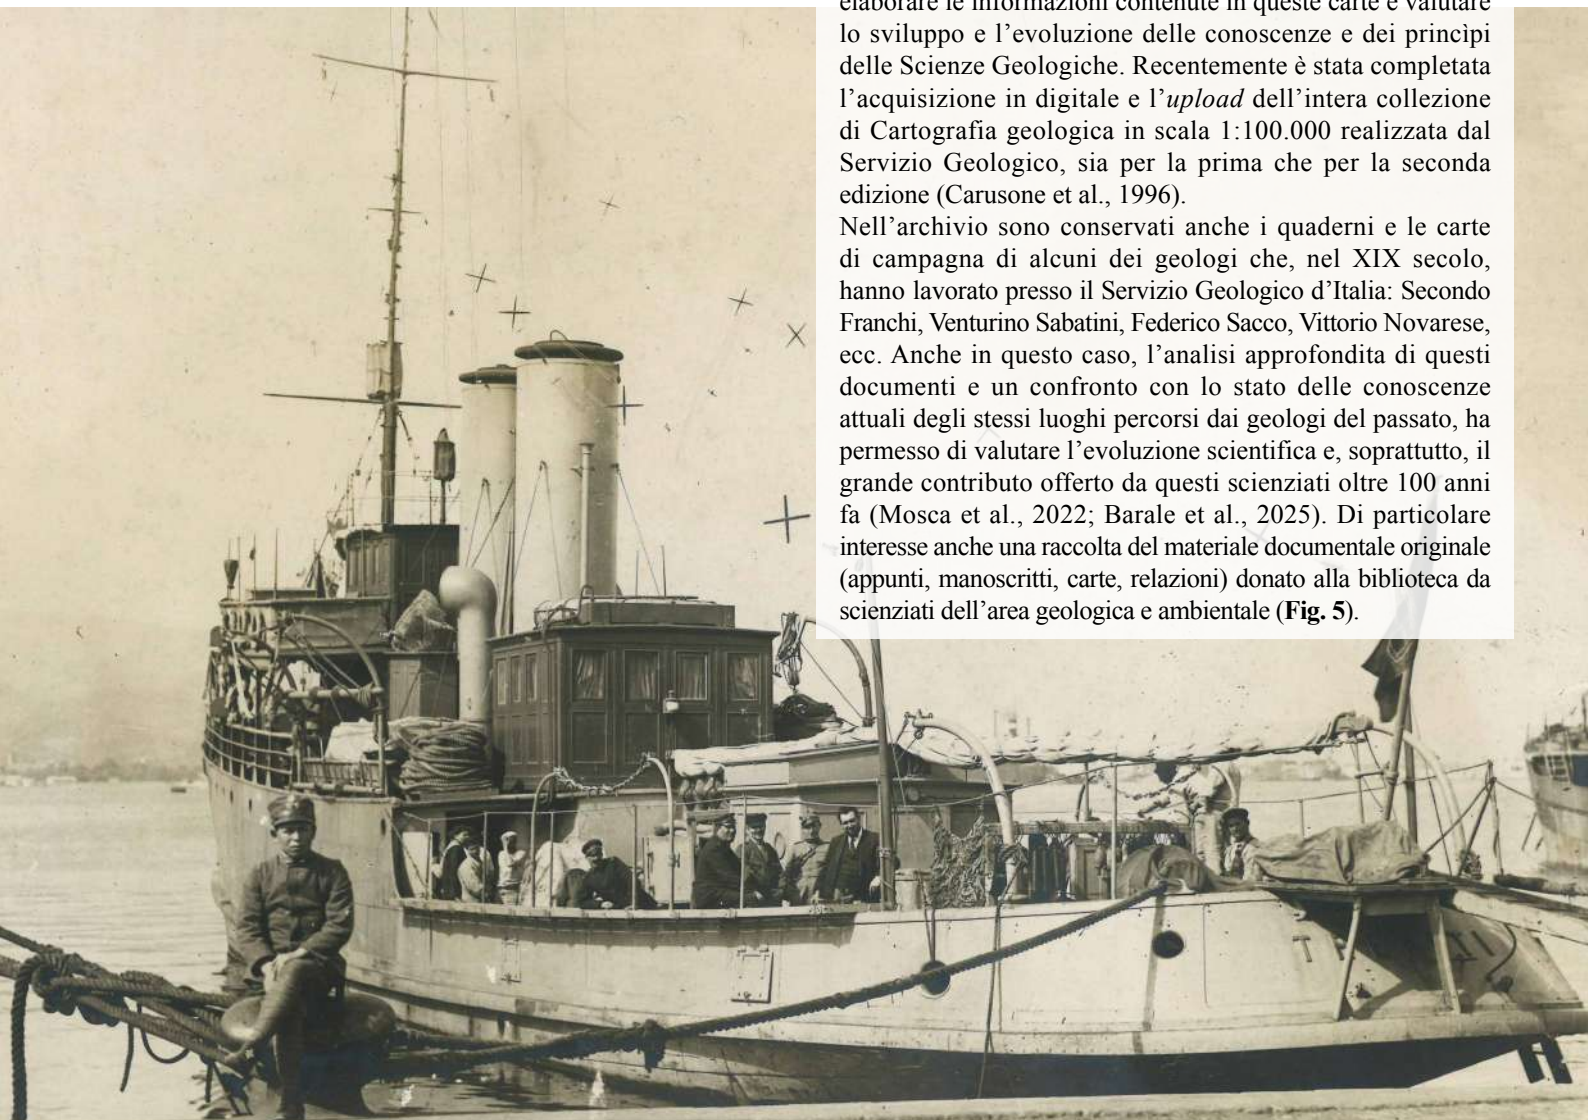 elaborare le informazioni contenute in queste carte e valutare
lo sviluppo e l’evoluzione delle conoscenze e dei princìpi
delle Scienze Geologiche. Recentemente è stata completata
l’acquisizione in digitale e l’upload dell’intera collezione
di Cartografia geologica in scala 1:100.000 realizzata dal
Servizio Geologico, sia per la prima che per la seconda
edizione (Carusone et al., 1996).
Nell’archivio sono conservati anche i quaderni e le carte
di campagna di alcuni dei geologi che, nel XIX secolo,
hanno lavorato presso il Servizio Geologico d’Italia: Secondo
Franchi, Venturino Sabatini, Federico Sacco, Vittorio Novarese,
ecc. Anche in questo caso, l’analisi approfondita di questi
documenti e un confronto con lo stato delle conoscenze
attuali degli stessi luoghi percorsi dai geologi del passato, ha
permesso di valutare l’evoluzione scientifica e, soprattutto, il
grande contributo offerto da questi scienziati oltre 100 anni
fa (Mosca et al., 2022; Barale et al., 2025). Di particolare
interesse anche una raccolta del materiale documentale originale
(appunti, manoscritti, carte, relazioni) donato alla biblioteca da
scienziati dell’area geologica e ambientale (Fig. 5).